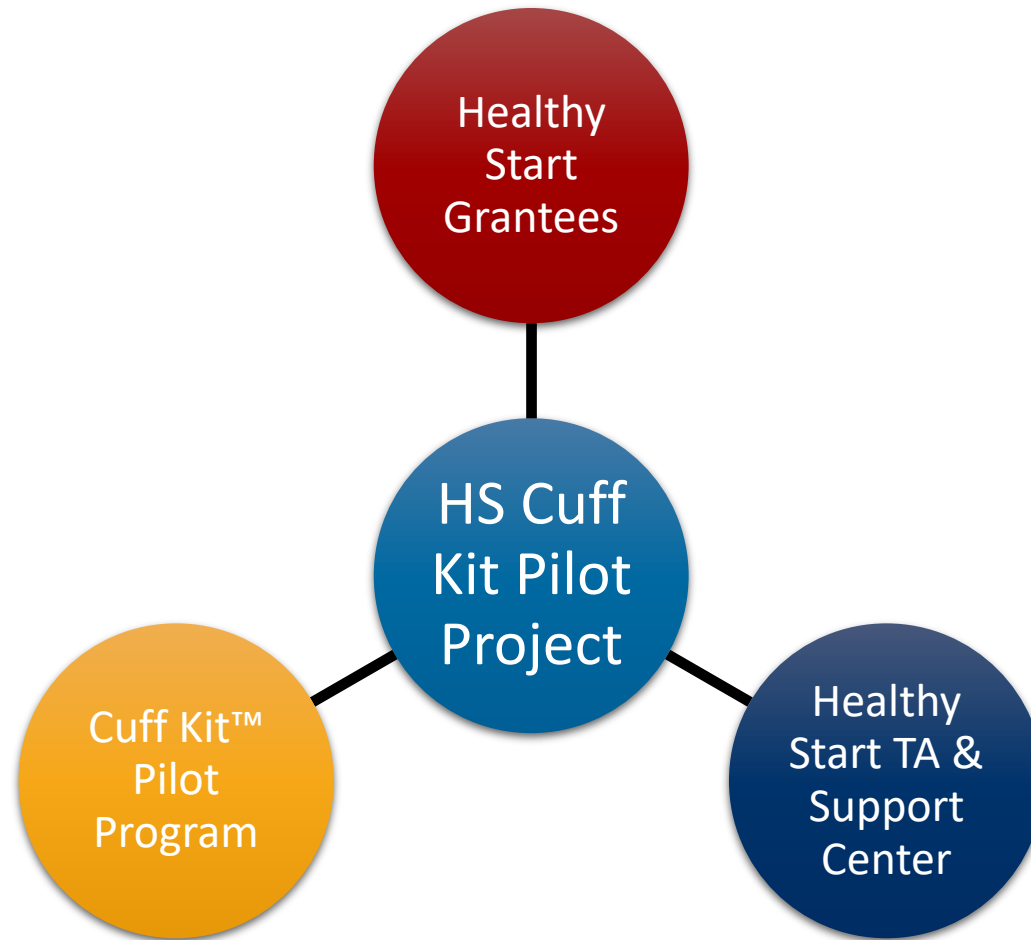 Healthy
Start
Grantees
HS Cuff
Kit Pilot
Project
Cuff Kit™
Pilot
Program
Healthy
Start TA &
Support
Center